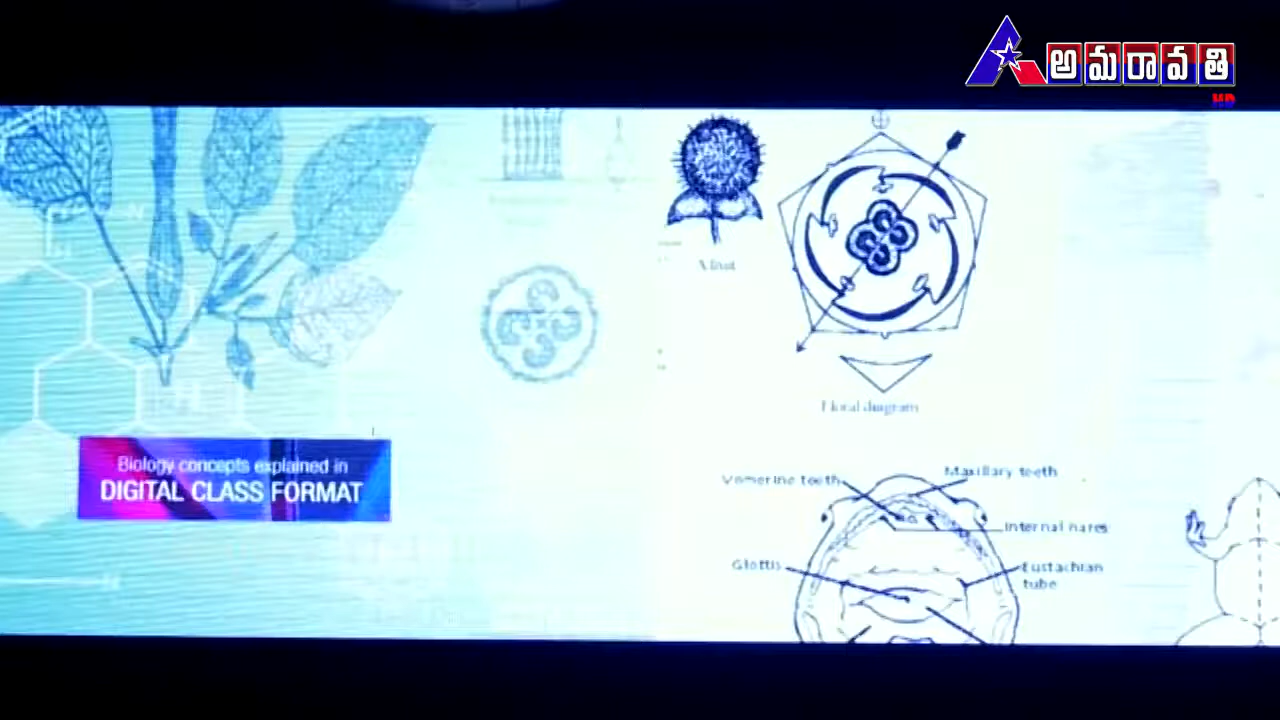 అమరావతి
HD
Floral diagram
Biology concepts explained in
DIGITAL CLASS FORMAT
Vomerine teeth
Maxillary teeth
Internal nares
Glottis
Eustachian
tube